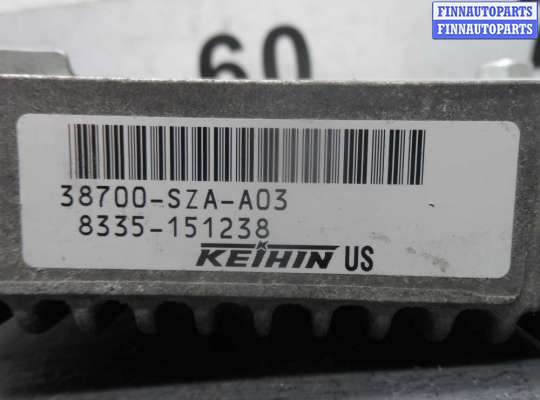 FINNAUTOPARTS
FINNAUTOPARTS
60
38700-SZA-A03
8335-151238
KEIHIN US